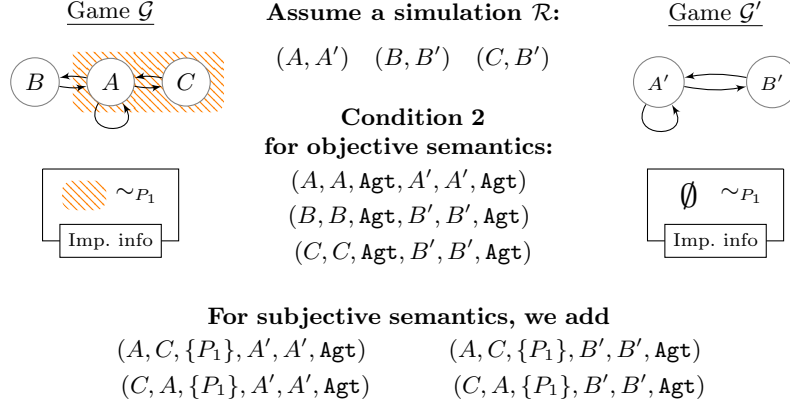 Game 𝒢
Assume a simulation ℛ:
Game 𝒢′
(A, A′) (B, B′) (C, B′)
B A C
A′ B′
Condition 2
for objective semantics:
(A, A, Agt, A′, A′, Agt)
(B, B, Agt, B′, B′, Agt)
(C, C, Agt, B′, B′, Agt)
∼P₁
Imp. info
∅ ∼P₁
Imp. info
For subjective semantics, we add
(A, C, {P₁}, A′, A′, Agt) (A, C, {P₁}, B′, B′, Agt)
(C, A, {P₁}, A′, A′, Agt) (C, A, {P₁}, B′, B′, Agt)